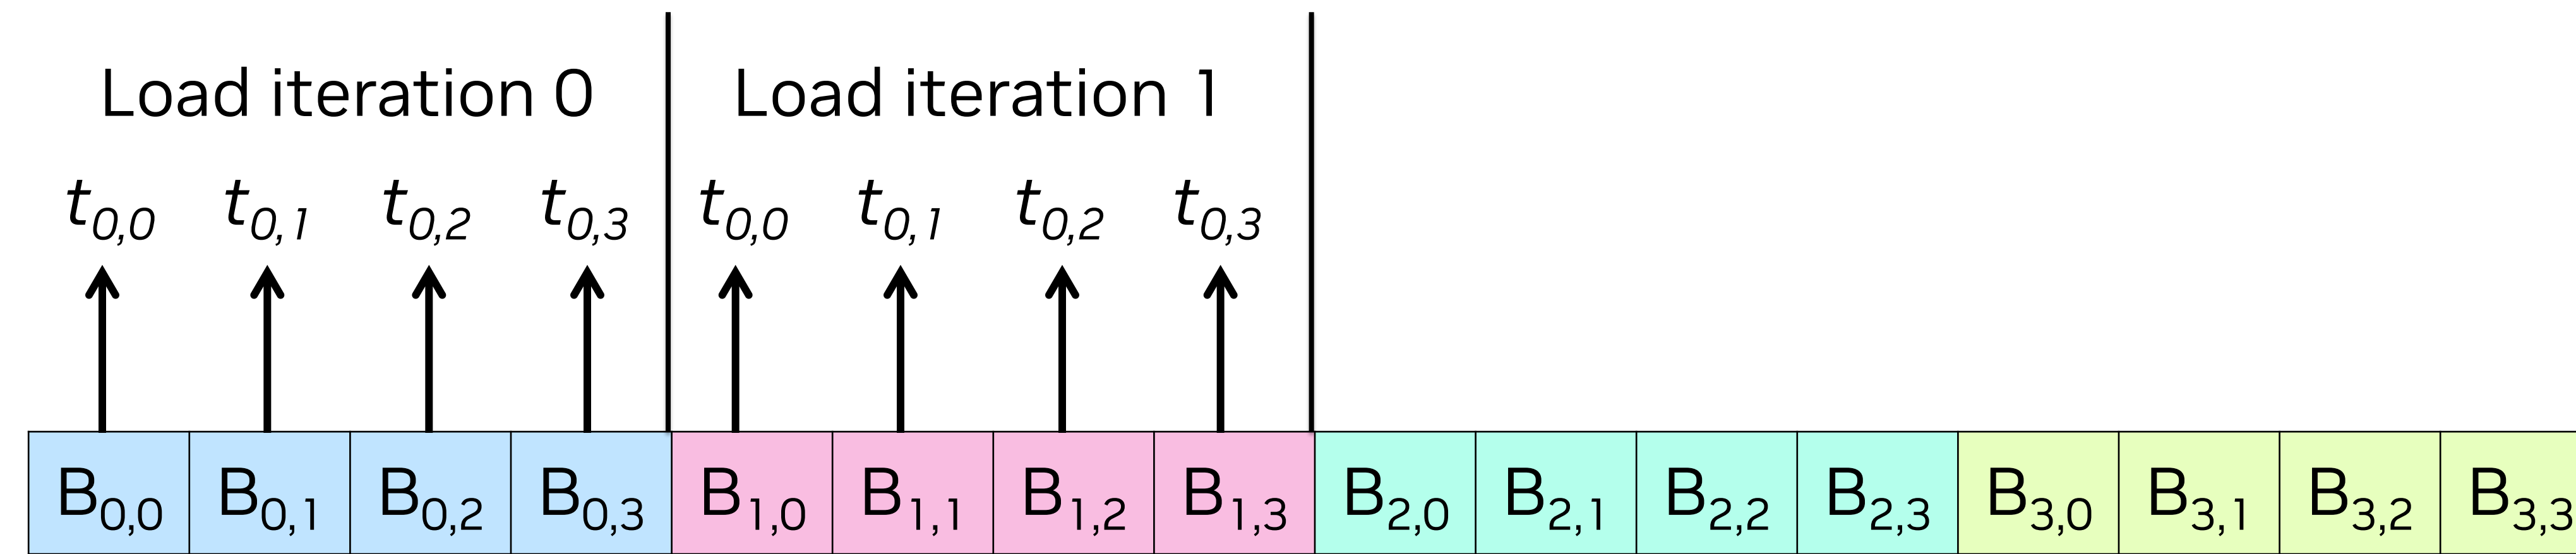 Load iteration 0 Load iteration 1
t0,0 t0,1 t0,2 t0,3 t0,0 t0,1 t0,2 t0,3
B0,0 B0,1 B0,2 B0,3 B1,0 B1,1 B1,2 B1,3 B2,0 B2,1 B2,2 B2,3 B3,0 B3,1 B3,2 B3,3